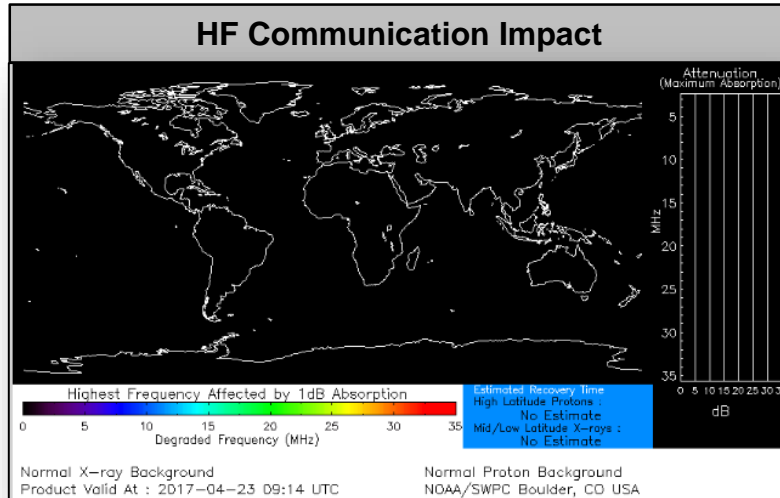 HF Communication Impact
Attenuation
(Maximum Absorption)
5
10
15
20
25
30
35
MHz
0 5 10 15 20 25 30 3
dB
Highest Frequency Affected by 1dB Absorption
0 5 10 15 20 25 30 35
Degraded Frequency (MHz)
Estimated Recovery Time
High Latitude Protons :
No Estimate
Mid/Low Latitude X-rays :
No Estimate
Normal X-ray Background
Normal Proton Background
Product Valid At : 2017-04-23 09:14 UTC
NOAA/SWPC Boulder, CO USA